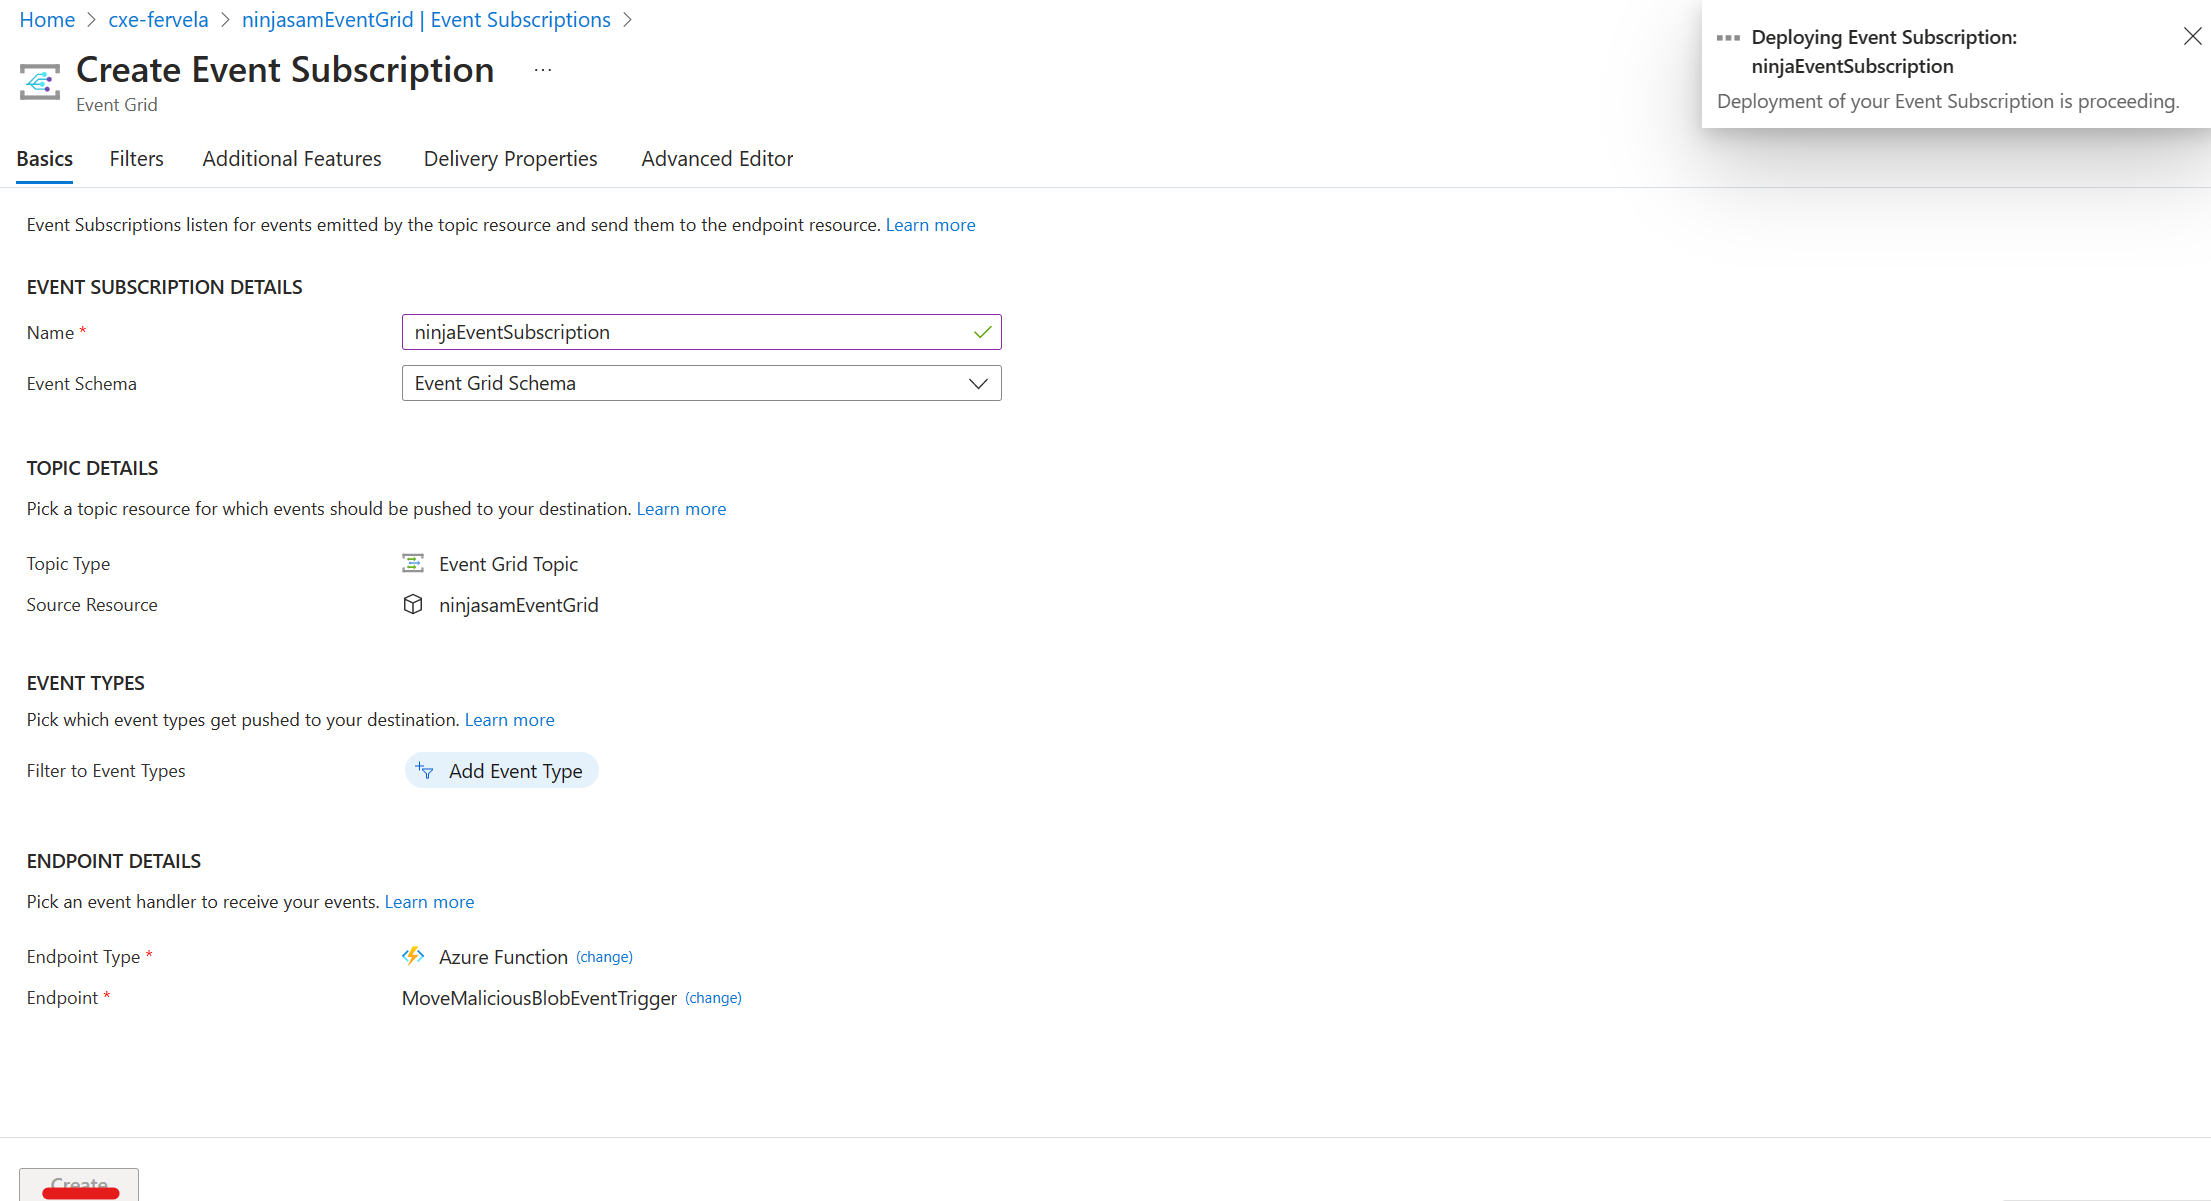 Home > cxe-fervela > ninjasamEventGrid | Event Subscriptions >
Create Event Subscription ...
Event Grid
Deploying Event Subscription:
ninjaEventSubscription
Deployment of your Event Subscription is proceeding.
Basics Filters Additional Features Delivery Properties Advanced Editor
Event Subscriptions listen for events emitted by the topic resource and send them to the endpoint resource. Learn more
EVENT SUBSCRIPTION DETAILS
Name * ninjaEventSubscription
Event Schema Event Grid Schema
TOPIC DETAILS
Pick a topic resource for which events should be pushed to your destination. Learn more
Topic Type Event Grid Topic
Source Resource ninjasamEventGrid
EVENT TYPES
Pick which event types get pushed to your destination. Learn more
Filter to Event Types Add Event Type
ENDPOINT DETAILS
Pick an event handler to receive your events. Learn more
Endpoint Type * Azure Function (change)
Endpoint * MoveMaliciousBlobEventTrigger (change)
Create